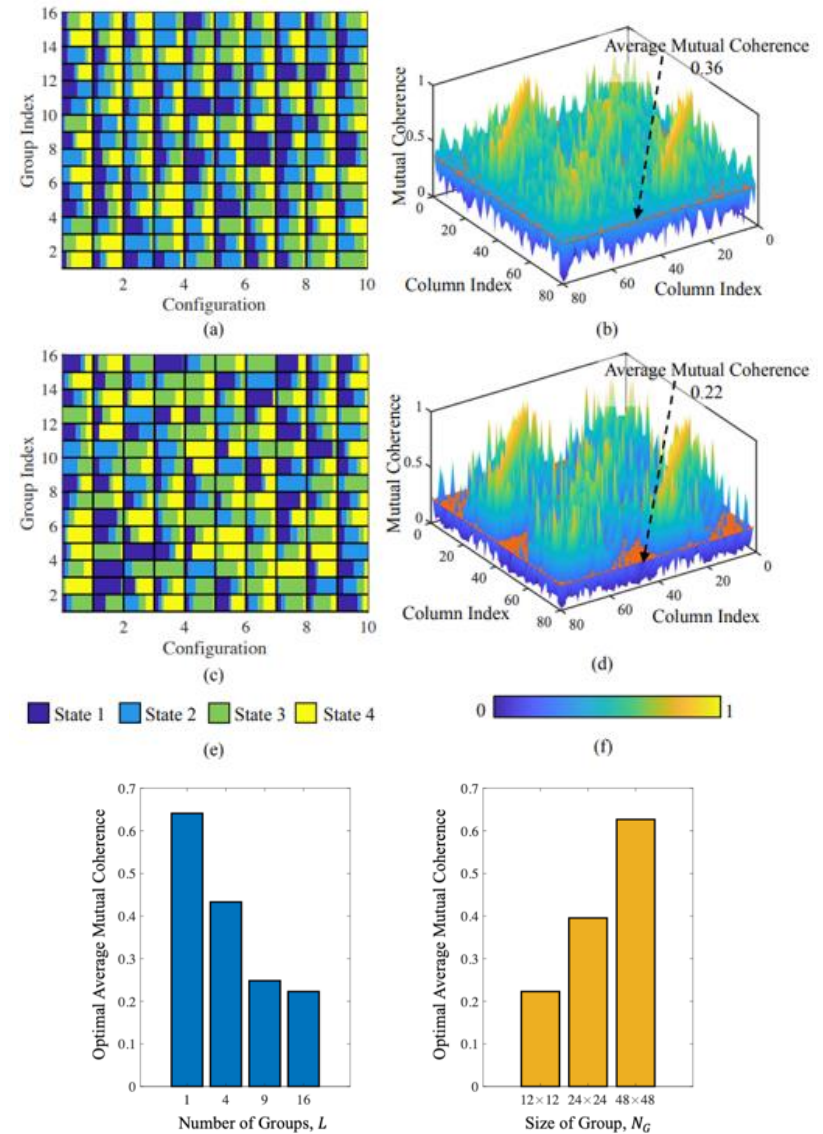 16
14
12
10
8
6
4
2
Group Index
2
4
6
8
10
Configuration
(a)
Average Mutual Coherence
0.36
1
0.5
0
Mutual Coherence
0
20
40
60
80
Column Index
80
60
40
20
0
Column Index
(b)
16
14
12
10
8
6
4
2
Group Index
2
4
6
8
10
Configuration
(c)
Average Mutual Coherence
0.22
1
0.5
0
Mutual Coherence
0
20
40
60
80
Column Index
80
60
40
20
0
Column Index
(d)
State 1 State 2 State 3 State 4
(e)
0 1
(f)
0.7
0.6
0.5
0.4
0.3
0.2
0.1
0
Optimal Average Mutual Coherence
1 4 9 16
Number of Groups, L
0.7
0.6
0.5
0.4
0.3
0.2
0.1
0
Optimal Average Mutual Coherence
12×12 24×24 48×48
Size of Group, N_G